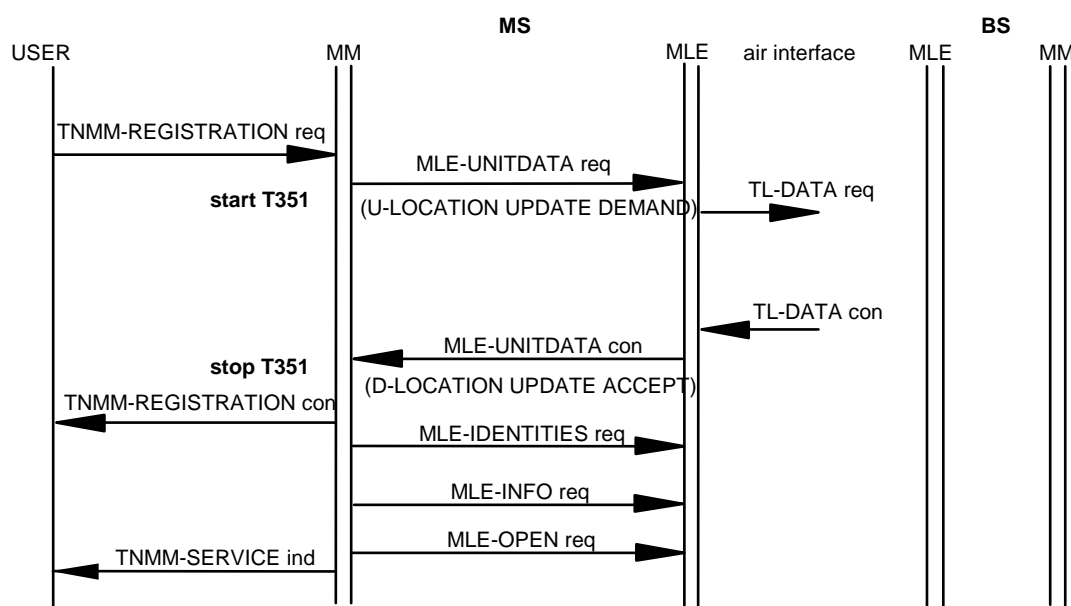 MS
BS
USER
MM
MLE
air interface
MLE
MM
TNMM-REGISTRATION req
MLE-UNITDATA req
TL-DATA req
start T351
(U-LOCATION UPDATE DEMAND)
TL-DATA con
MLE-UNITDATA con
stop T351
(D-LOCATION UPDATE ACCEPT)
TNMM-REGISTRATION con
MLE-IDENTITIES req
MLE-INFO req
MLE-OPEN req
TNMM-SERVICE ind